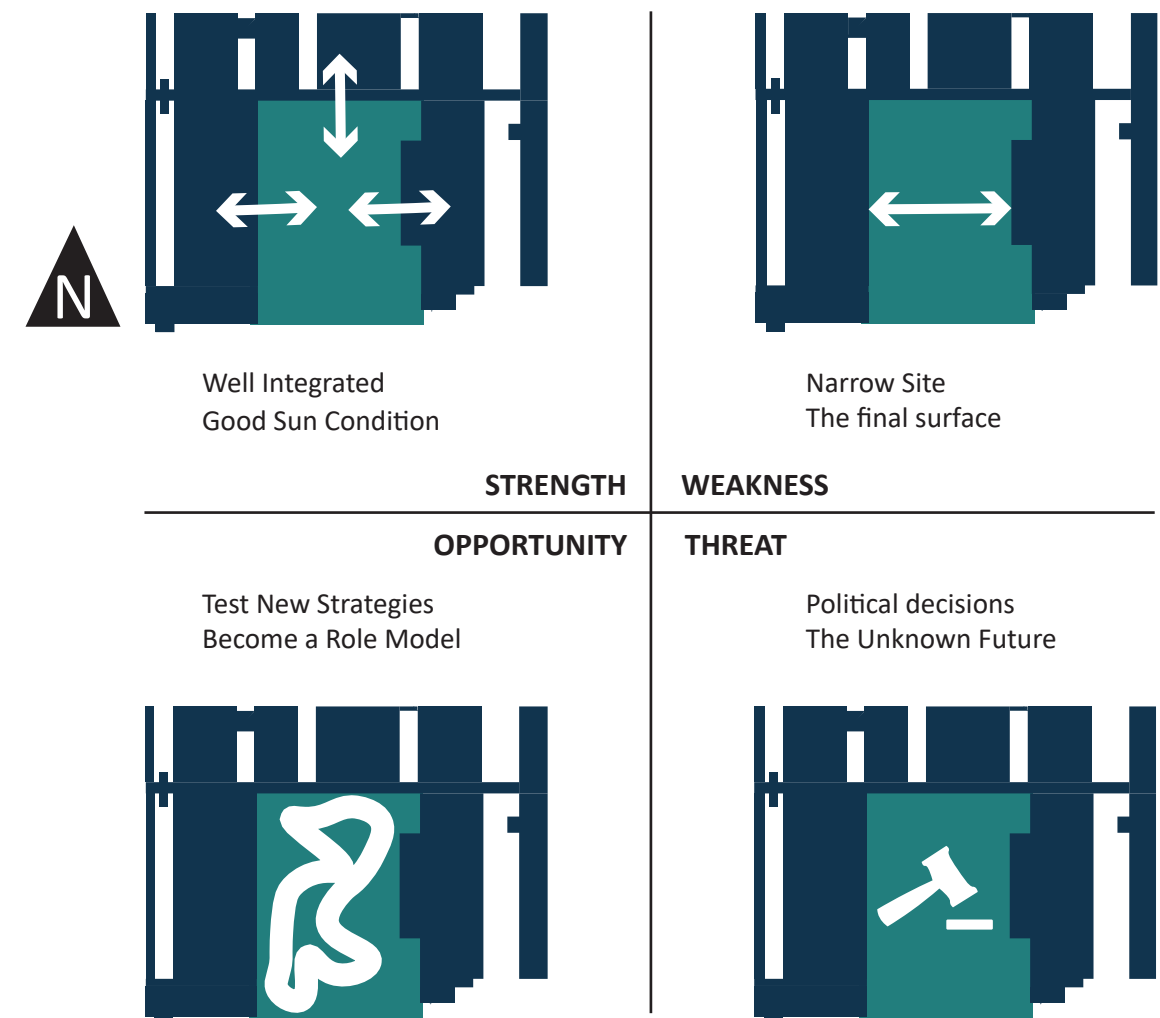 N
Well Integrated
Good Sun Condition
Narrow Site
The final surface
STRENGTH
WEAKNESS
OPPORTUNITY
THREAT
Test New Strategies
Become a Role Model
Political decisions
The Unknown Future